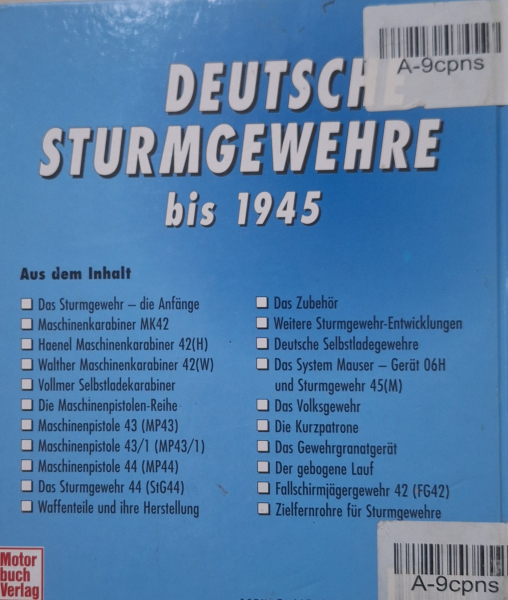 A-9cpns
DEUTSCHE
STURMGEWEHRE
bis 1945
Aus dem Inhalt
Das Sturmgewehr – die Anfänge
Maschinenkarabiner MK42
Haenel Maschinenkarabiner 42(H)
Walther Maschinenkarabiner 42(W)
Vollmer Selbstladekarabiner
Die Maschinenpistolen-Reihe
Maschinenpistole 43 (MP43)
Maschinenpistole 43/1 (MP43/1)
Maschinenpistole 44 (MP44)
Das Sturmgewehr 44 (StG44)
Waffenteile und ihre Herstellung
Das Zubehör
Weitere Sturmgewehr-Entwicklungen
Deutsche Selbstladegewehre
Das System Mauser – Gerät 06H
und Sturmgewehr 45(M)
Das Volksgewehr
Die Kurzpatrone
Das Gewehrgranatgerät
Der gebogene Lauf
Fallschirmjägergewehr 42 (FG42)
Zielfernrohre für Sturmgewehre
Motor
buch
Verlag
A-9cpns